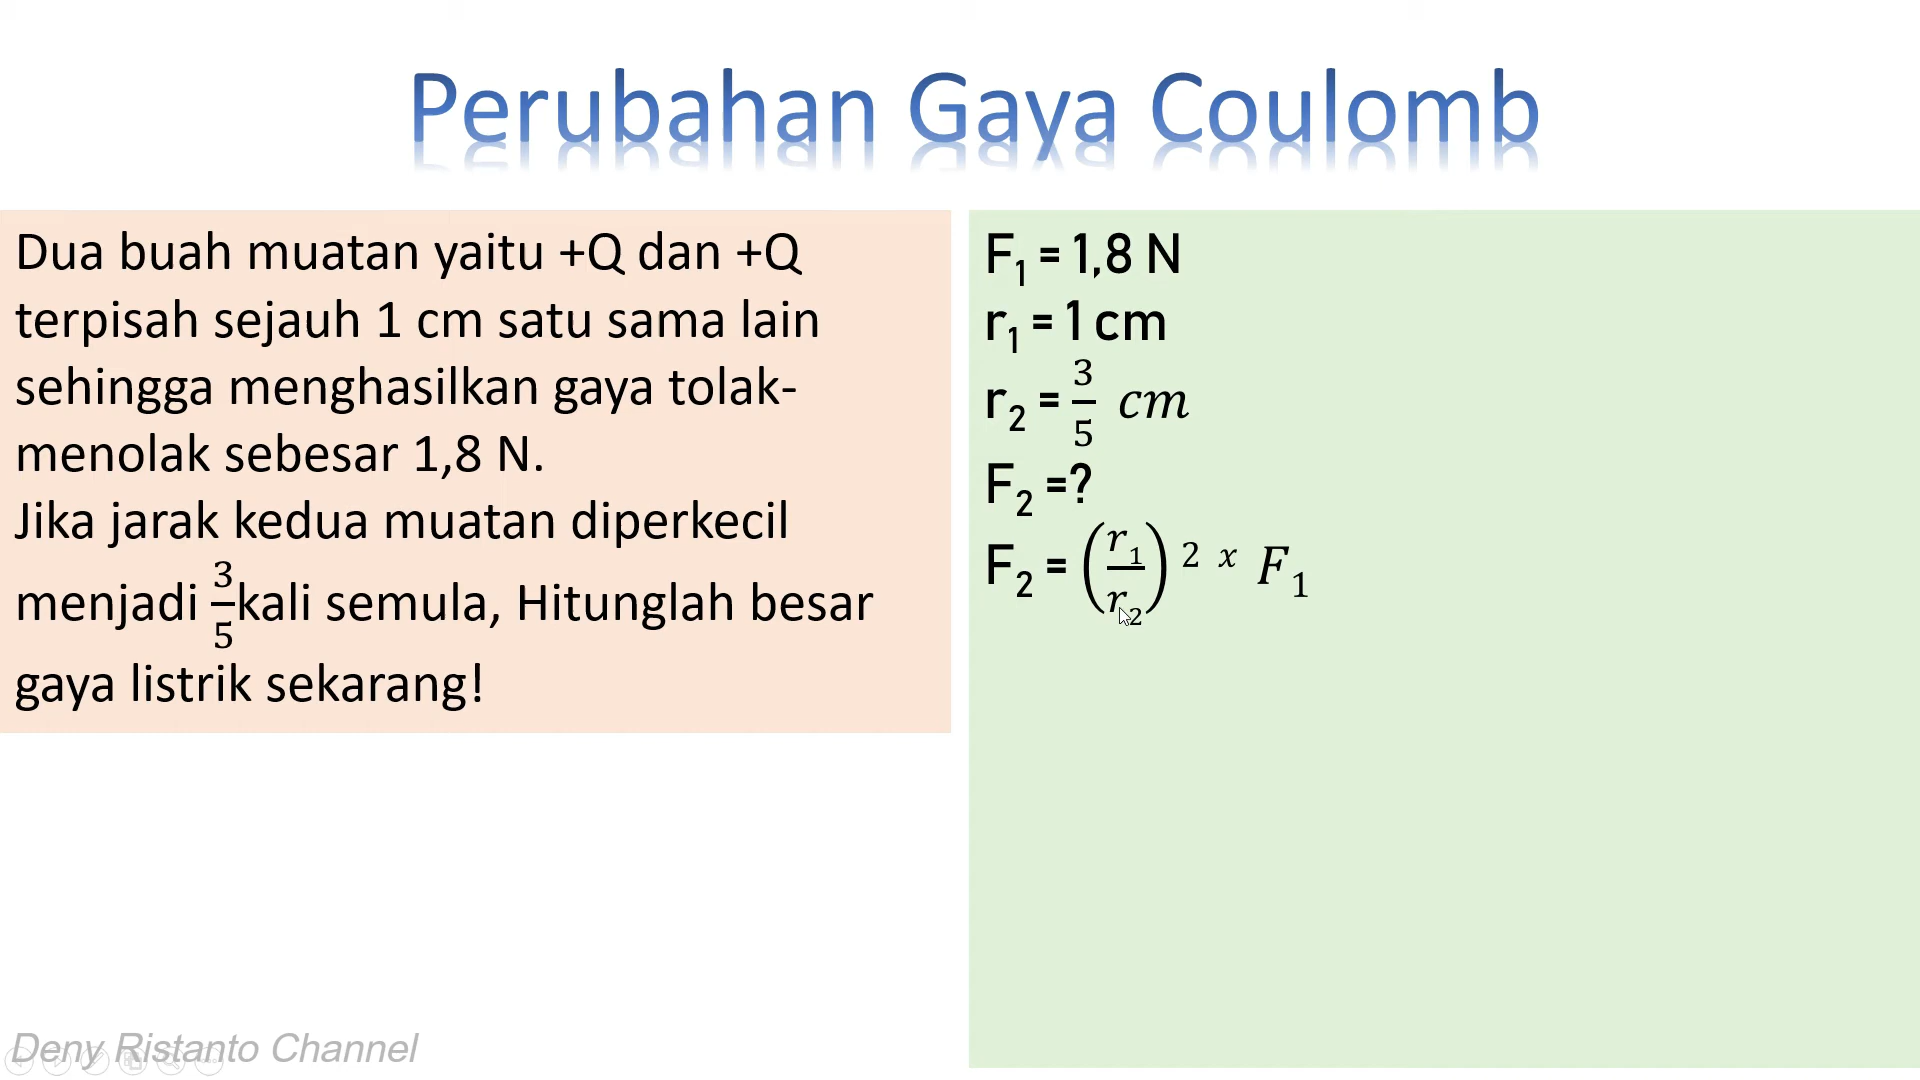 Perubahan Gaya Coulomb
Dua buah muatan yaitu +Q dan +Q
terpisah sejauh 1 cm satu sama lain
sehingga menghasilkan gaya tolak-
menolak sebesar 1,8 N.
Jika jarak kedua muatan diperkecil
menjadi 3/5 kali semula, Hitunglah besar
gaya listrik sekarang!
F₁ = 1,8 N
r₁ = 1 cm
r₂ = 3/5 cm
F₂ =?
F₂ = (r₁/r₂)² ˣ F₁
Deny Ristanto Channel